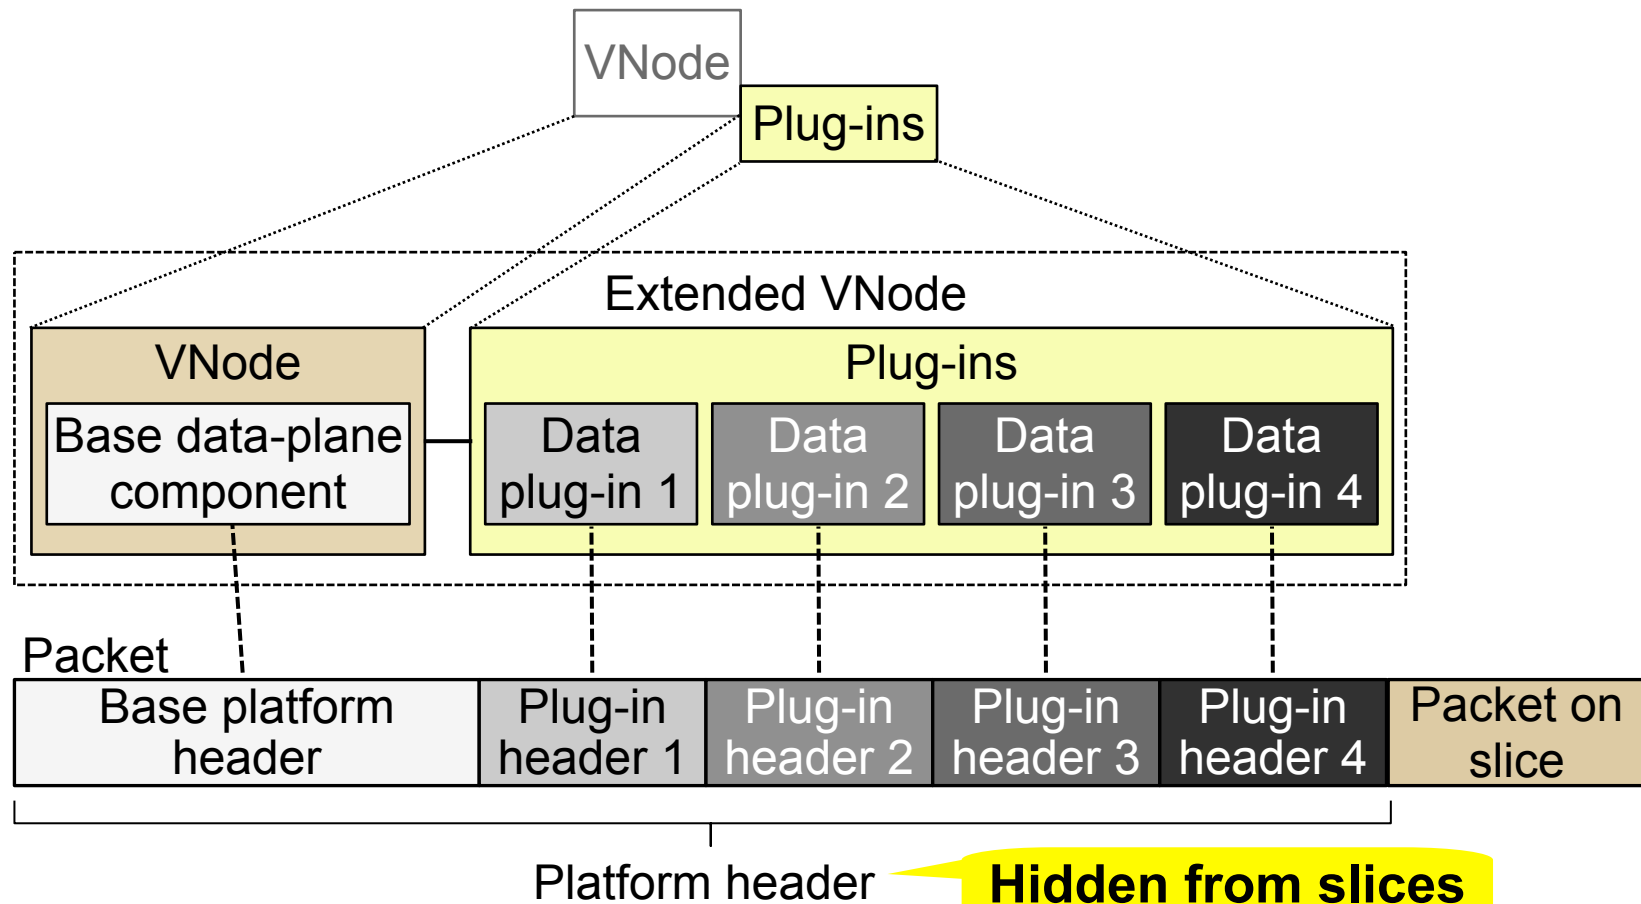 VNode
Plug-ins
Extended VNode
VNode
Plug-ins
Base data-plane
component
Data
plug-in 1
Data
plug-in 2
Data
plug-in 3
Data
plug-in 4
Packet
Base platform
header
Plug-in
header 1
Plug-in
header 2
Plug-in
header 3
Plug-in
header 4
Packet on
slice
Platform header
Hidden from slices